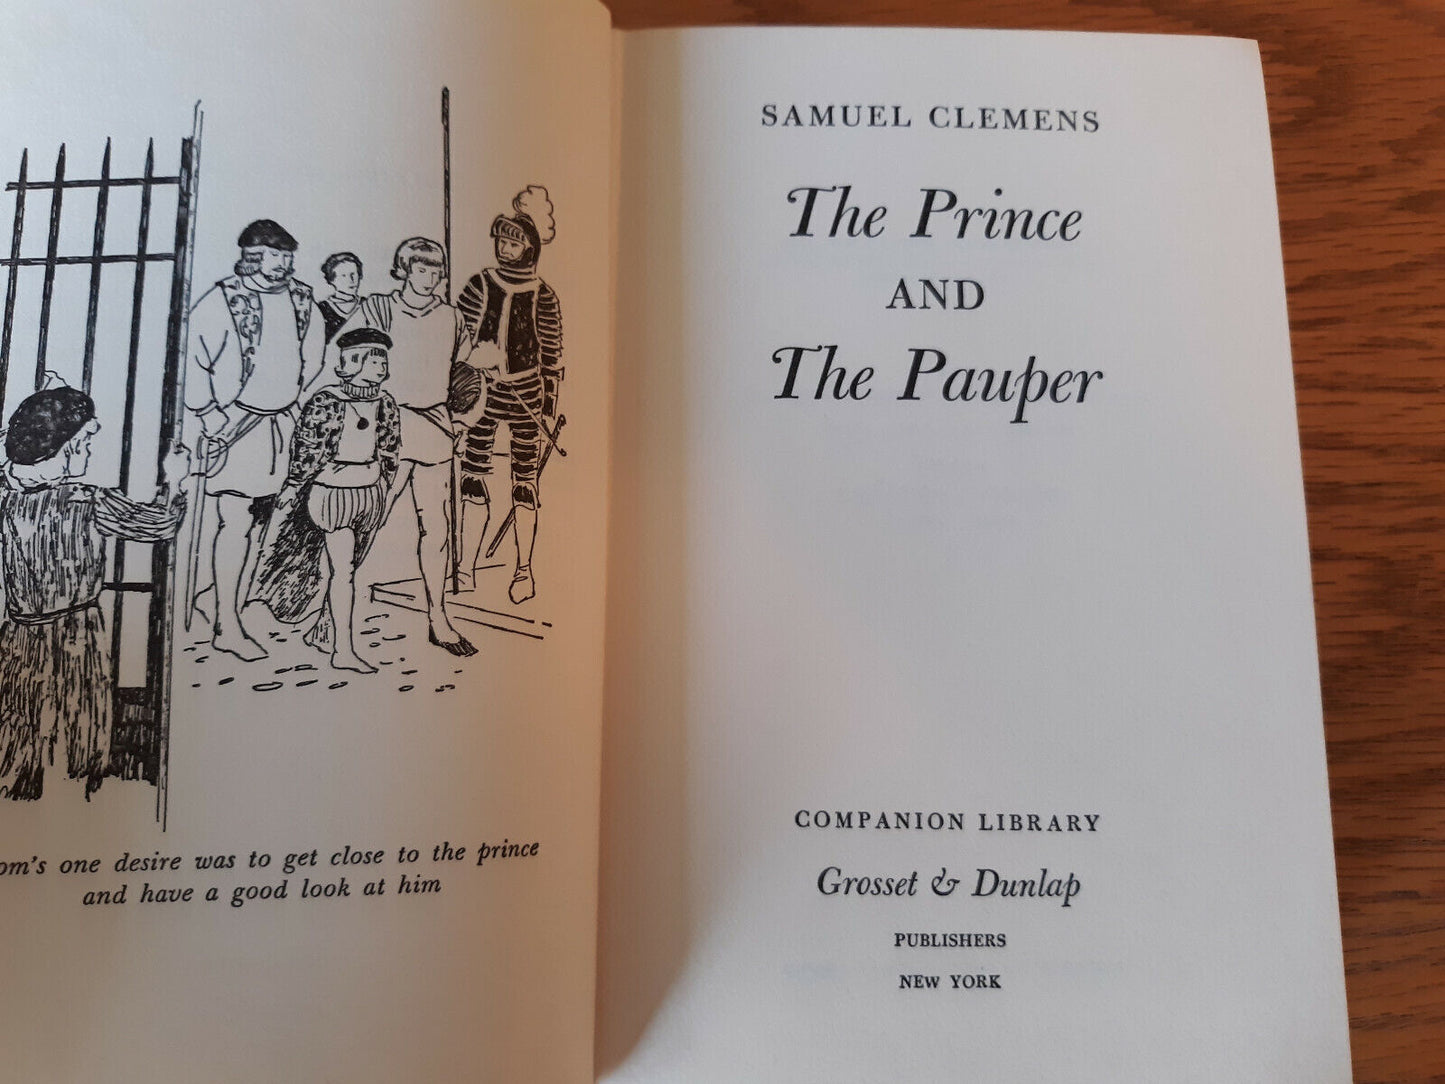 om's one desire was to get close to the prince
and have a good look at him
SAMUEL CLEMENS
The Prince
AND
The Pauper
COMPANION LIBRARY
Grosset & Dunlap
PUBLISHERS
NEW YORK